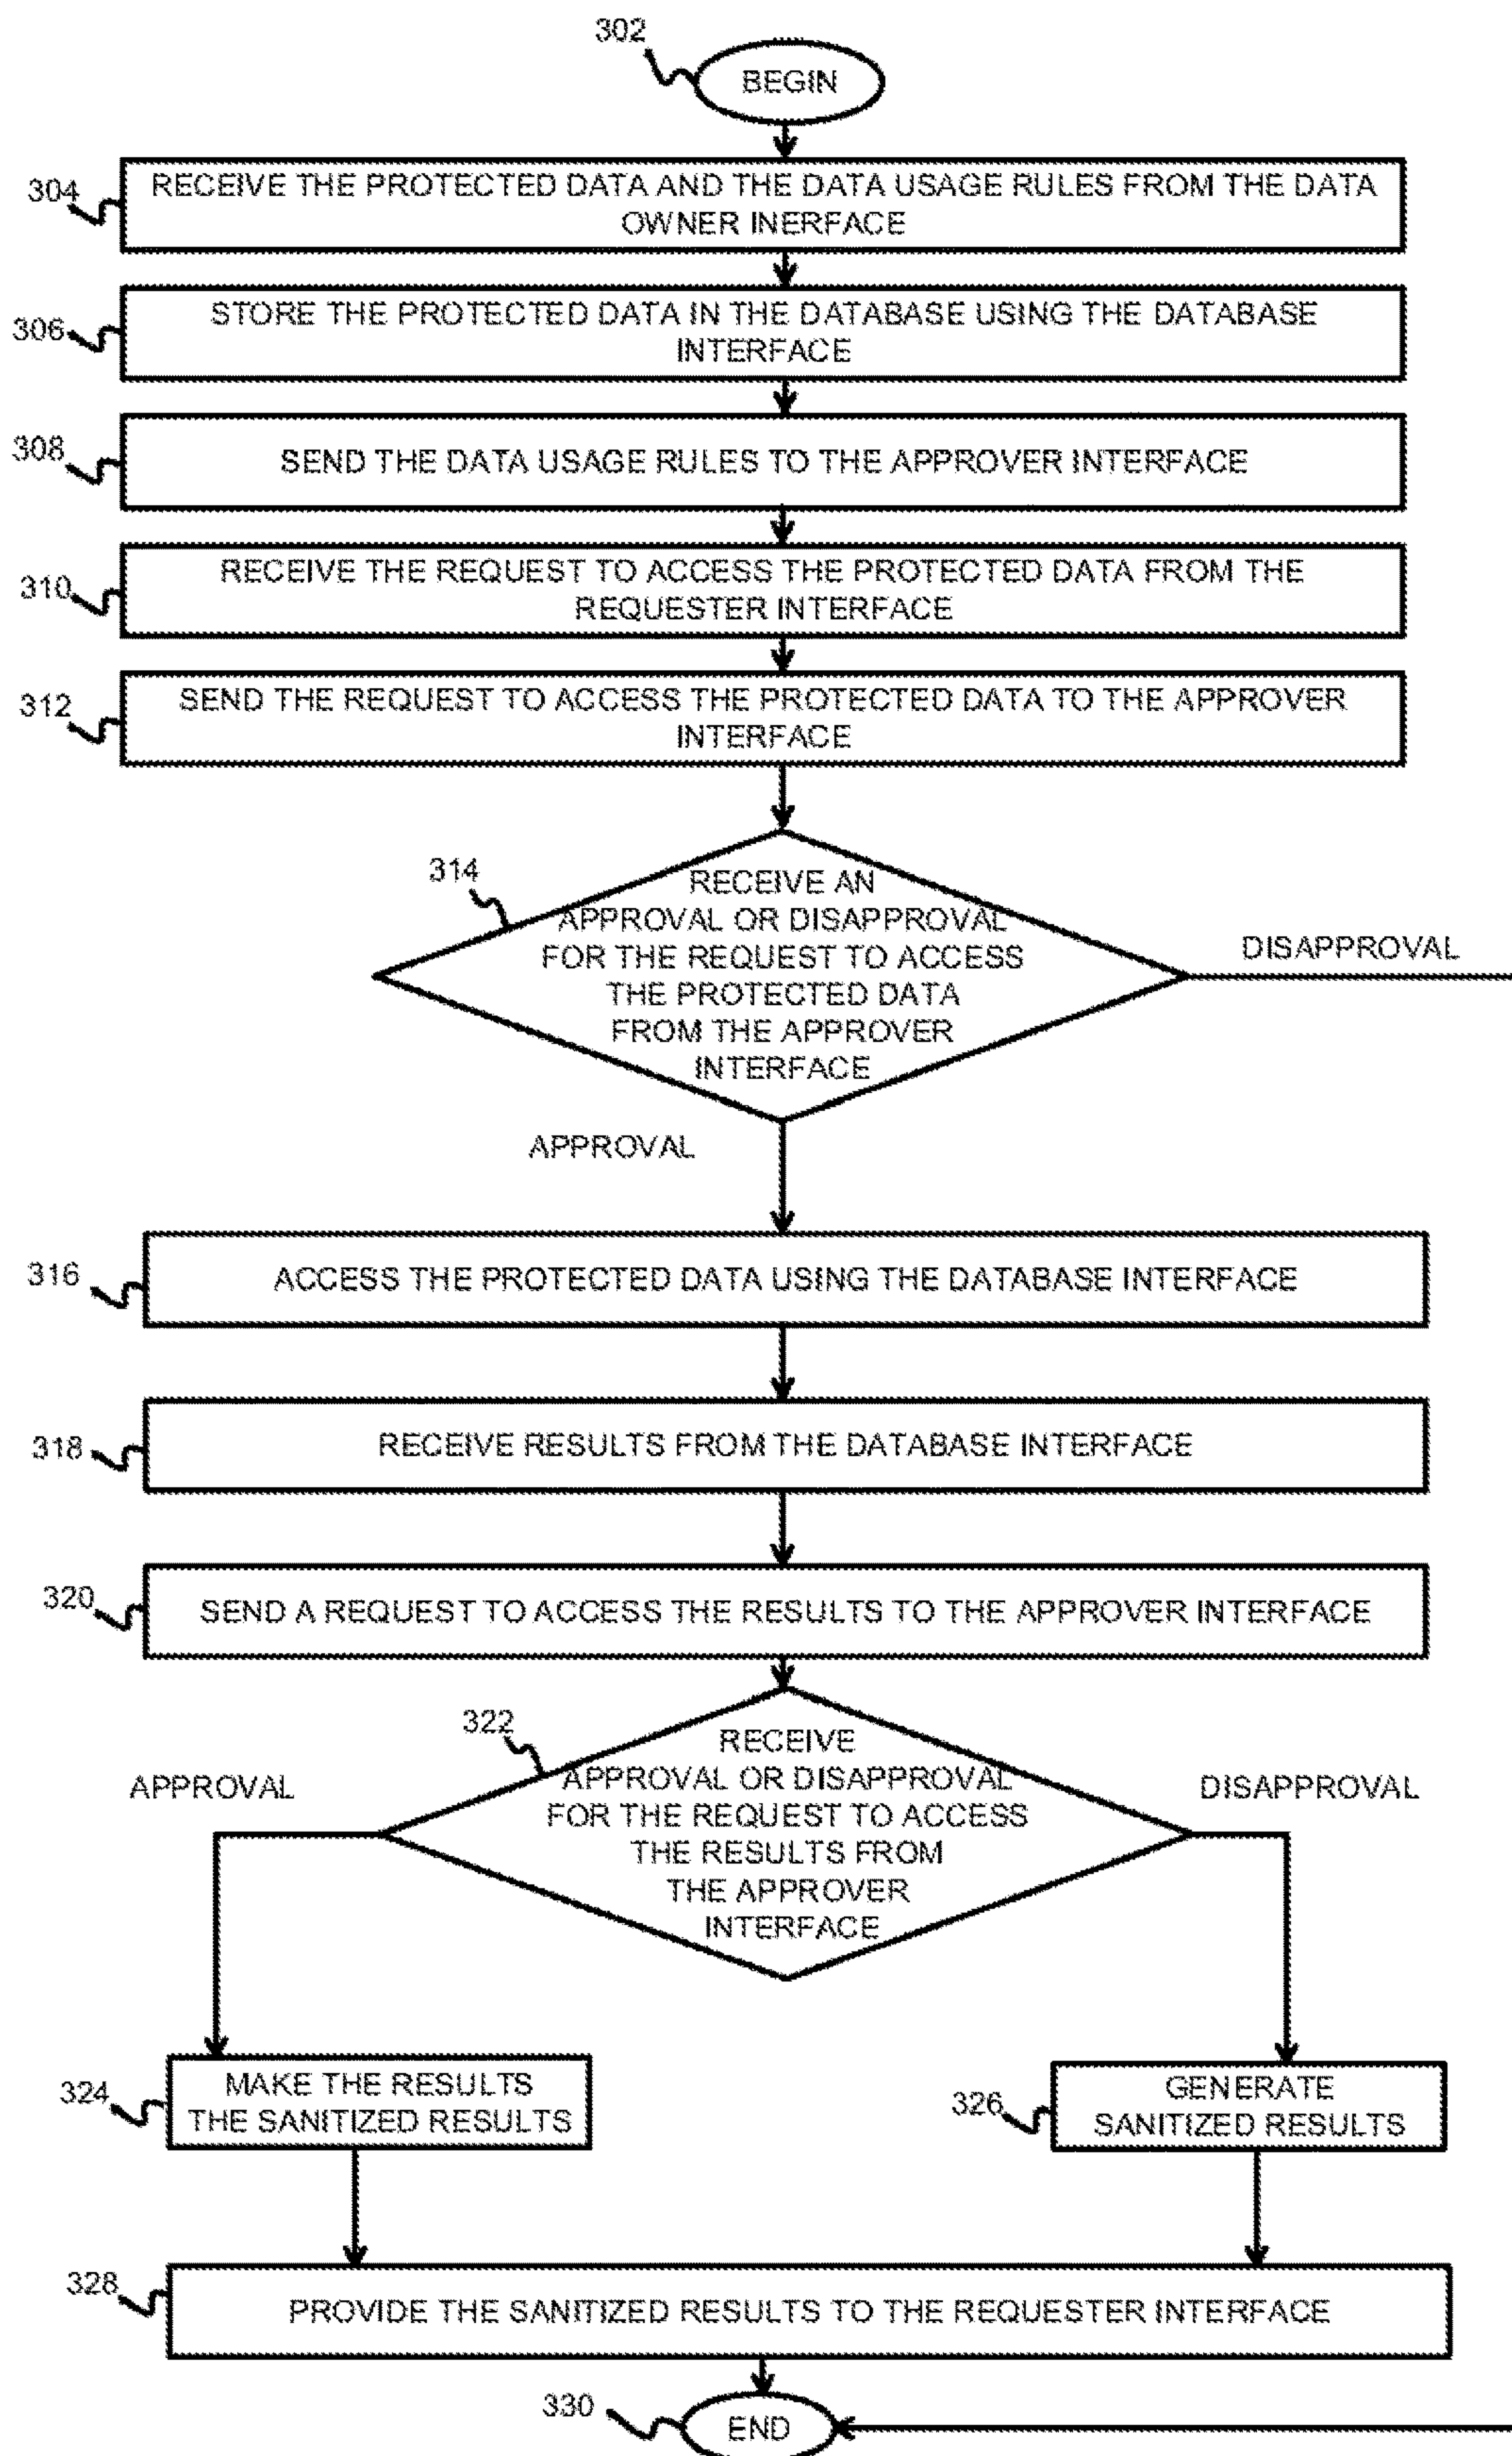 302
BEGIN
304
RECEIVE THE PROTECTED DATA AND THE DATA USAGE RULES FROM THE DATA
OWNER INERFACE
306
STORE THE PROTECTED DATA IN THE DATABASE USING THE DATABASE
INTERFACE
308
SEND THE DATA USAGE RULES TO THE APPROVER INTERFACE
310
RECEIVE THE REQUEST TO ACCESS THE PROTECTED DATA FROM THE
REQUESTER INTERFACE
312
SEND THE REQUEST TO ACCESS THE PROTECTED DATA TO THE APPROVER
INTERFACE
314
RECEIVE AN
APPROVAL OR DISAPPROVAL
FOR THE REQUEST TO ACCESS
THE PROTECTED DATA
FROM THE APPROVER
INTERFACE
DISAPPROVAL
APPROVAL
316
ACCESS THE PROTECTED DATA USING THE DATABASE INTERFACE
318
RECEIVE RESULTS FROM THE DATABASE INTERFACE
320
SEND A REQUEST TO ACCESS THE RESULTS TO THE APPROVER INTERFACE
322
RECEIVE
APPROVAL OR DISAPPROVAL
FOR THE REQUEST TO ACCESS
THE RESULTS FROM
THE APPROVER
INTERFACE
APPROVAL
DISAPPROVAL
324
MAKE THE RESULTS
THE SANITIZED RESULTS
326
GENERATE
SANITIZED RESULTS
328
PROVIDE THE SANITIZED RESULTS TO THE REQUESTER INTERFACE
330
END